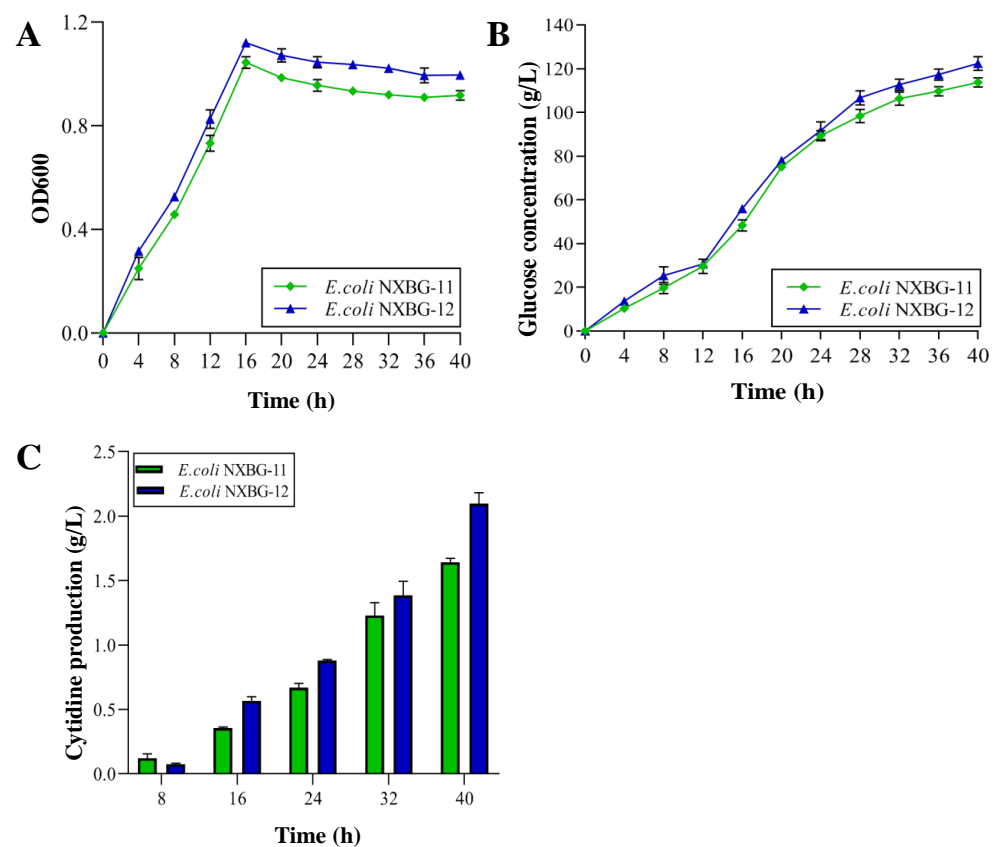 A
OD600
1.2
0.8
0.4
0.0
0 4 8 12 16 20 24 28 32 36 40
Time (h)
E.coli NXBG-11
E.coli NXBG-12
B
Glucose concentration (g/L)
140
120
100
80
60
40
20
0
0 4 8 12 16 20 24 28 32 36 40
Time (h)
E.coli NXBG-11
E.coli NXBG-12
C
Cytidine production (g/L)
2.5
2.0
1.5
1.0
0.5
0.0
8 16 24 32 40
Time (h)
E.coli NXBG-11
E.coli NXBG-12